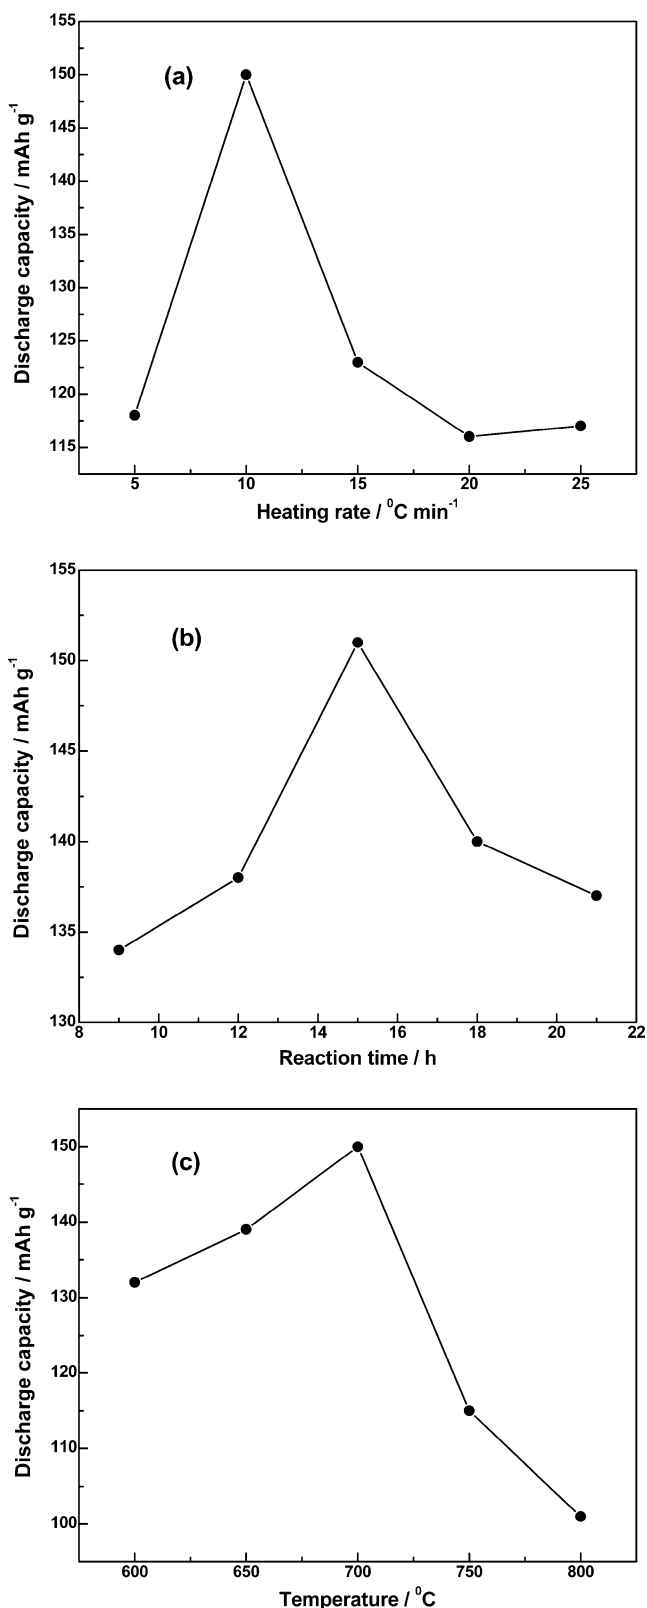 (a)
Discharge capacity / mAh g-1
155
150
145
140
135
130
125
120
115
5 10 15 20 25
Heating rate / 0C min-1
(b)
Discharge capacity / mAh g-1
155
150
145
140
135
130
8 10 12 14 16 18 20 22
Reaction time / h
(c)
Discharge capacity / mAh g-1
150
140
130
120
110
100
600 650 700 750 800
Temperature / 0C